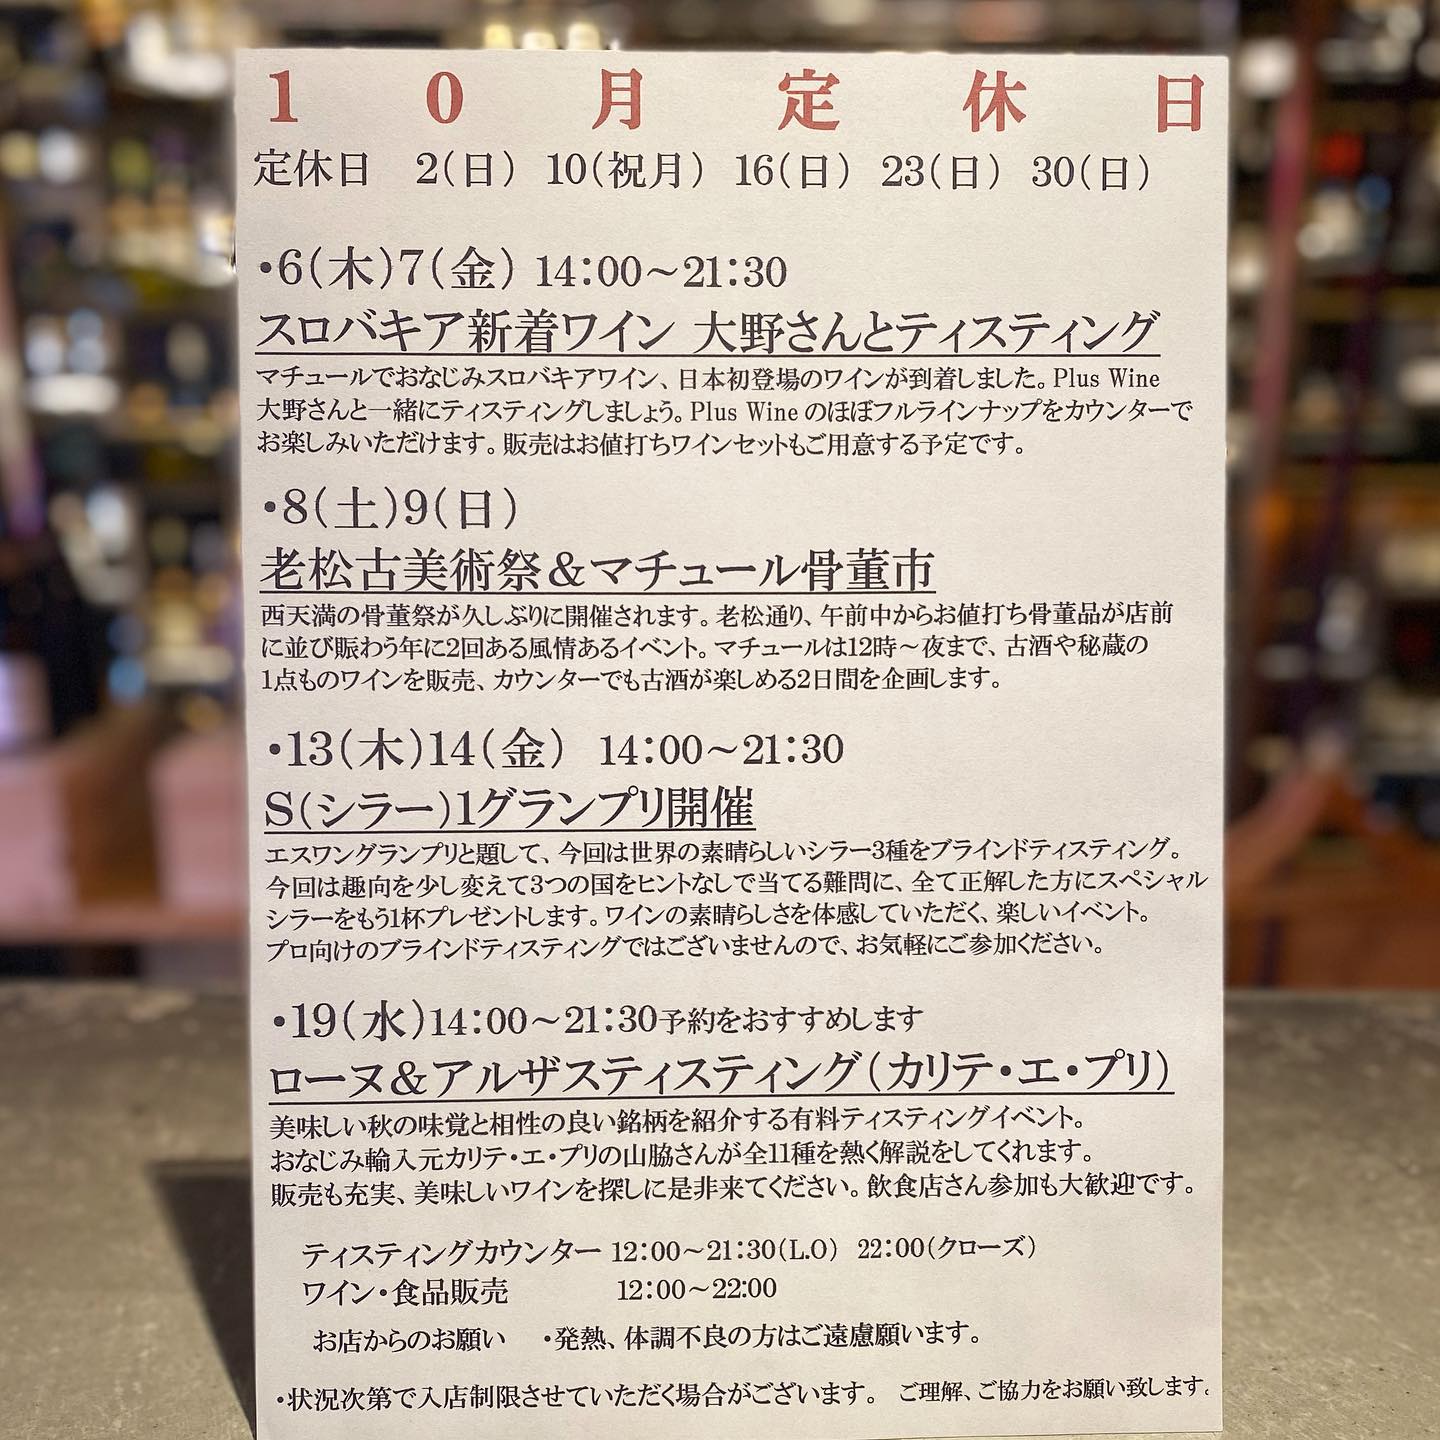 10月定休日
定休日 2(日) 10(祝月) 16(日) 23(日) 30(日)
・6(木)7(金) 14:00～21:30
スロバキア新着ワイン 大野さんとティスティング
マチュールでおなじみスロバキアワイン、日本初登場のワインが到着しました。Plus Wine
大野さんと一緒にティスティングしましょう。Plus Wine のほぼフルラインナップをカウンターで
お楽しみいただけます。販売はお値打ちワインセットもご用意する予定です。
・8(土)9(日)
老松古美術祭&マチュール骨董市
西天満の骨董祭が久しぶりに開催されます。老松通り、午前中からお値打ち骨董品が店前
に並び賑わう年に2回ある風情あるイベント。マチュールは12時～夜まで、古酒や秘蔵の
1点ものワインを販売、カウンターでも古酒が楽しめる2日間を企画します。
・13(木)14(金) 14:00～21:30
S(シラー)1グランプリ開催
エスワングランプリと題して、今回は世界の素晴らしいシラー3種をブラインドティスティング。
今回は趣向を少し変えて3つの国をヒントなしで当てる難問に、全て正解した方にスペシャル
シラーをもう1杯プレゼントします。ワインの素晴らしさを体感していただく、楽しいイベント。
プロ向けのブラインドティスティングではございませんので、お気軽にご参加ください。
・19(水)14:00～21:30予約をおすすめします
ローヌ&アルザスティスティング(カリテ・エ・プリ)
美味しい秋の味覚と相性の良い銘柄を紹介する有料ティスティングイベント。
おなじみ輸入元カリテ・エ・プリの山脇さんが全11種を熱く解説をしてくれます。
販売も充実、美味しいワインを探しに是非来てください。飲食店さん参加も大歓迎です。
ティスティングカウンター 12:00～21:30(L.O) 22:00(クローズ)
ワイン・食品販売 12:00～22:00
お店からのお願い ・発熱、体調不良の方はご遠慮願います。
・状況次第で入店制限させていただく場合がございます。 ご理解、ご協力をお願い致します。